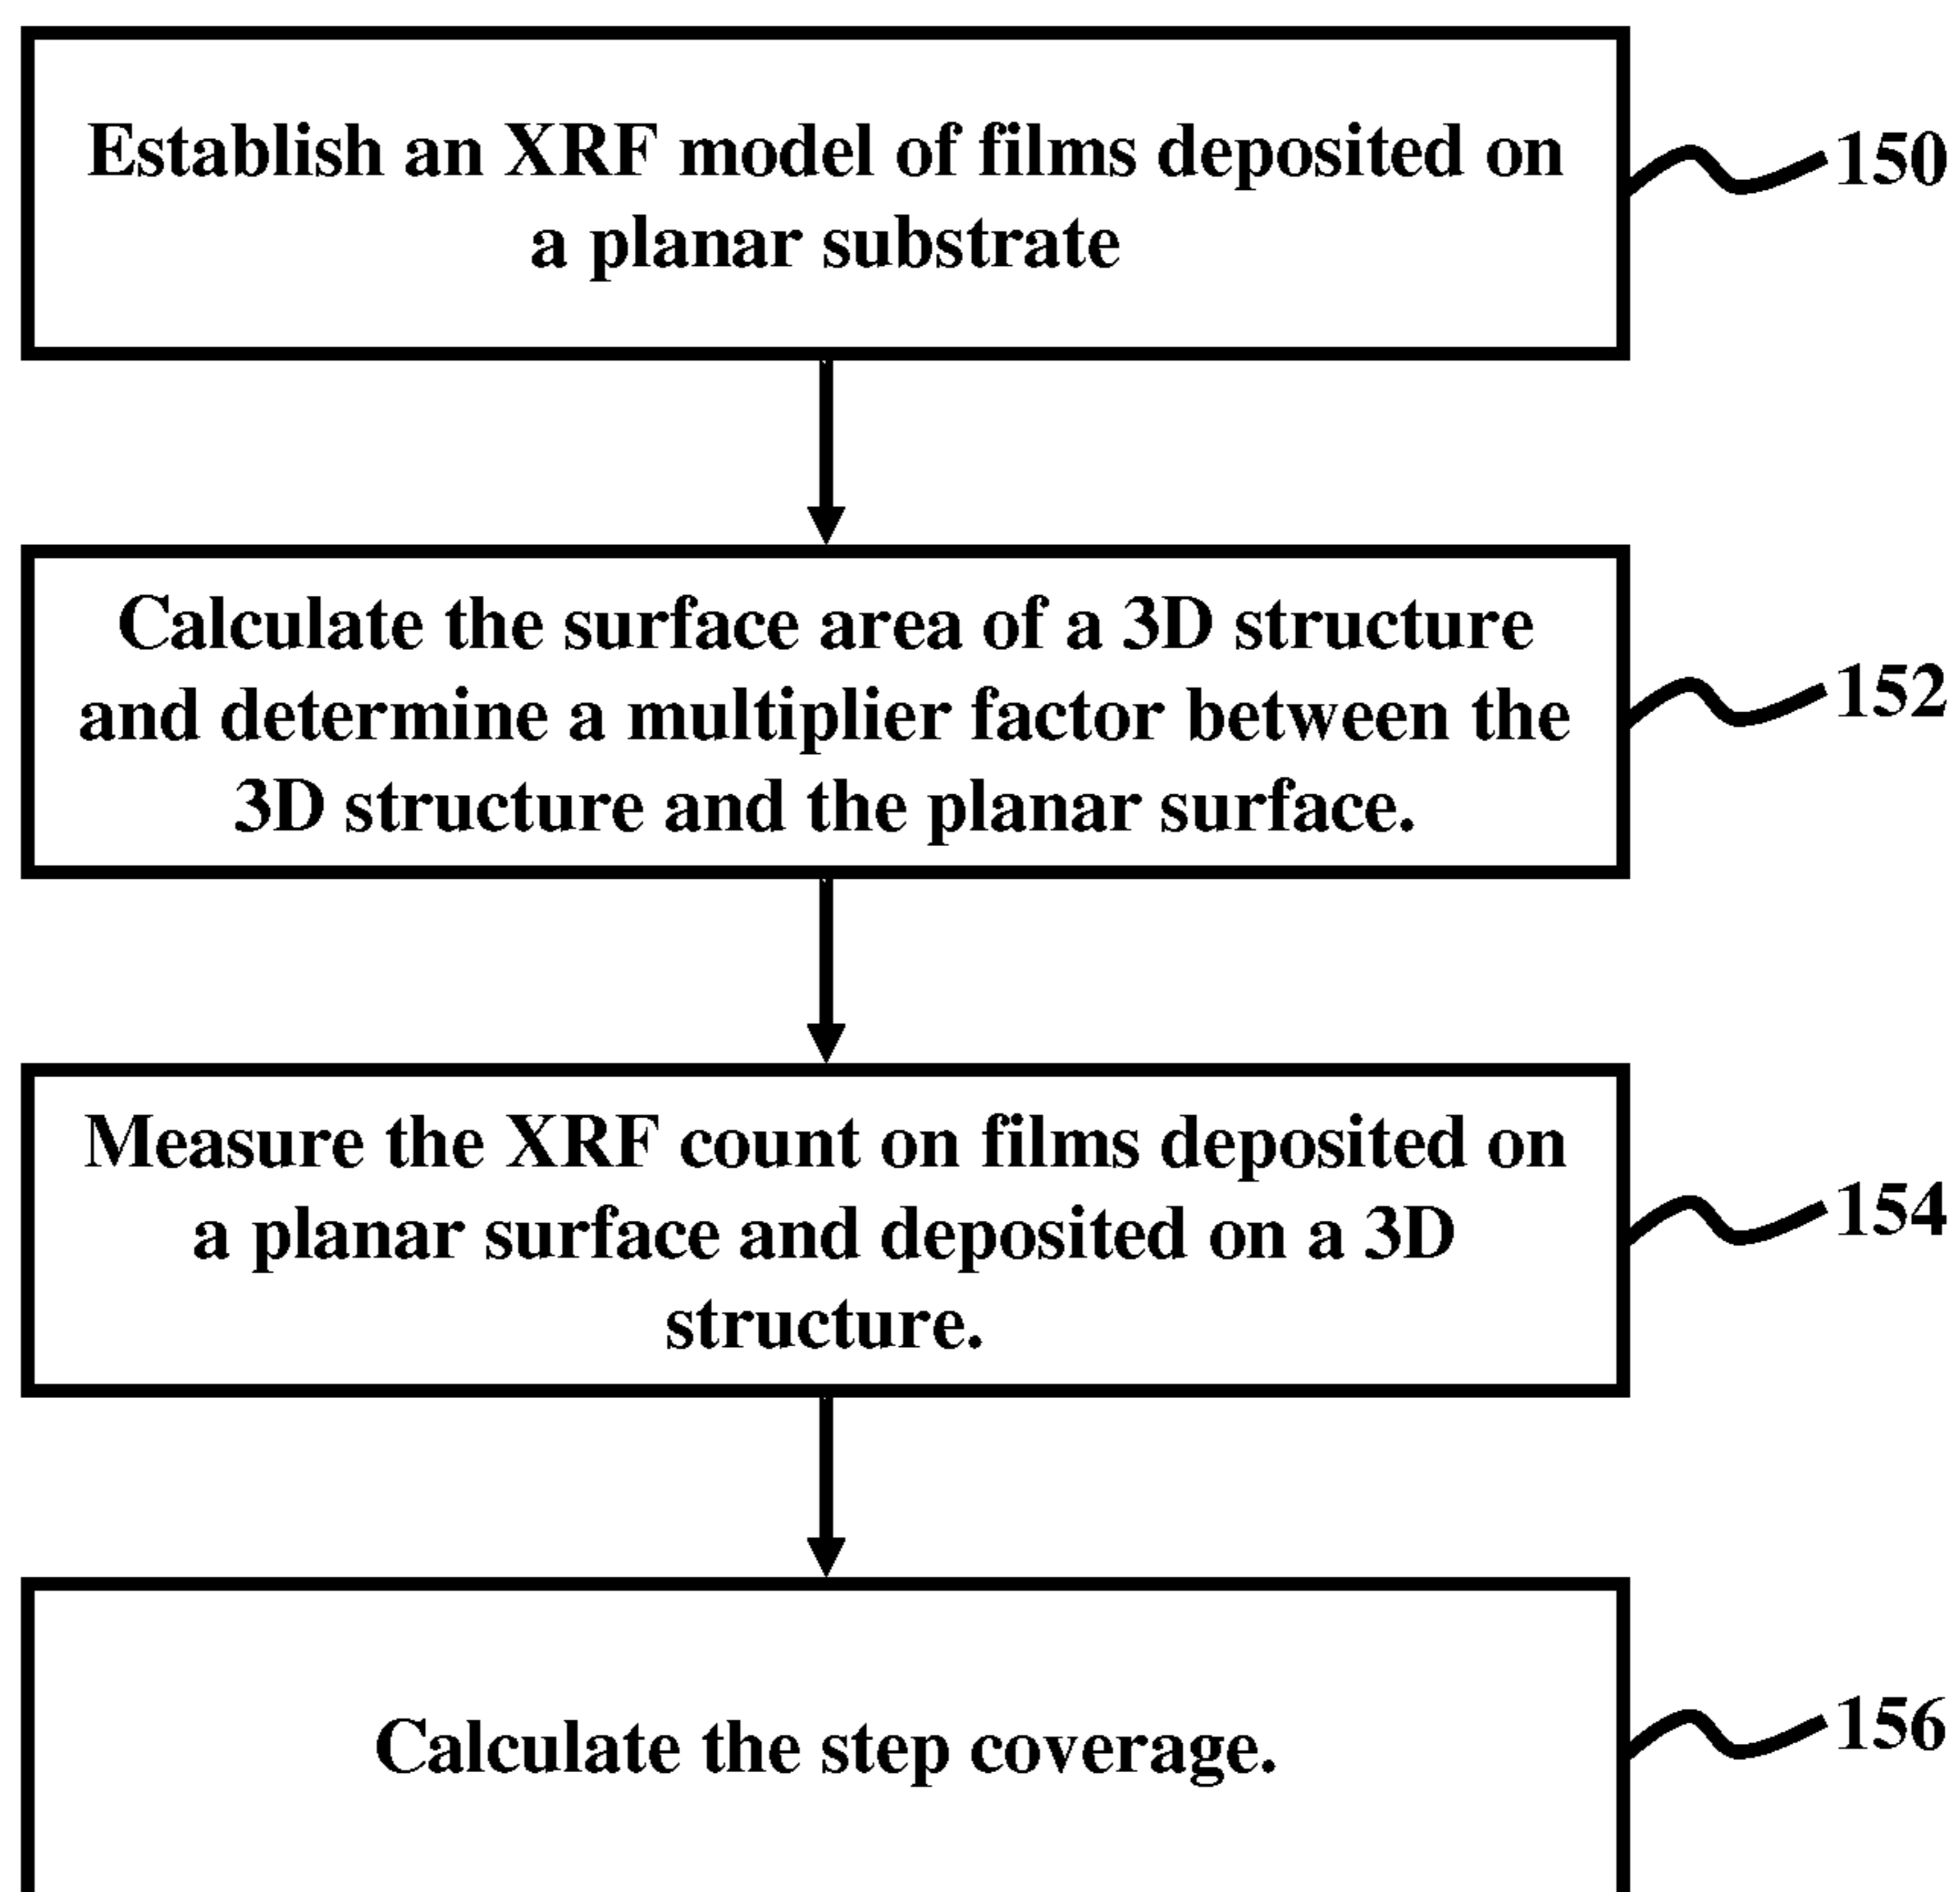 Establish an XRF model of films deposited on
a planar substrate
150
Calculate the surface area of a 3D structure
and determine a multiplier factor between the
3D structure and the planar surface.
152
Measure the XRF count on films deposited on
a planar surface and deposited on a 3D
structure.
154
Calculate the step coverage.
156